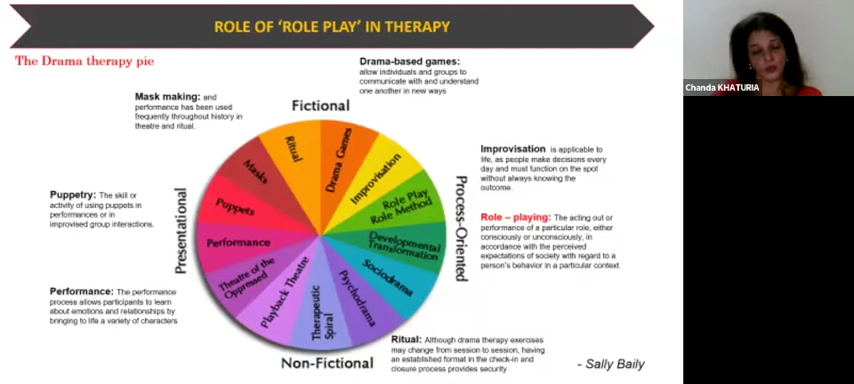 ROLE OF ‘ROLE PLAY’ IN THERAPY
The Drama therapy pie
Drama-based games:
allow individuals and groups to
communicate with and understand
one another in new ways
Mask making: and
performance has been used
frequently throughout history in
theatre and ritual.
Fictional
Puppetry: The skill or
activity of using puppets in
performances or in
improvised group interactions.
Performance: The performance
process allows participants to learn
about emotions and relationships by
bringing to life a variety of characters
Presentational
Ritual
Drama Games
Improvisation
Role Play
Role Method
Developmental
Transformation
Sociodrama
Psychodrama
Therapeutic
Spiral
Playback Theatre
Theatre of the
Oppressed
Performance
Puppets
Masks
Process-Oriented
Improvisation is applicable to
life, as people make decisions every
day and must function on the spot
without always knowing the
outcome.
Role – playing: The acting out or
performance of a particular role, either
consciously or unconsciously, in
accordance with the perceived
expectations of society with regard to a
person's behavior in a particular context.
Non-Fictional
Ritual: Although drama therapy exercises
may change from session to session, having
an established format in the check-in and
closure process provides security
- Sally Baily
Chanda KHATURIA